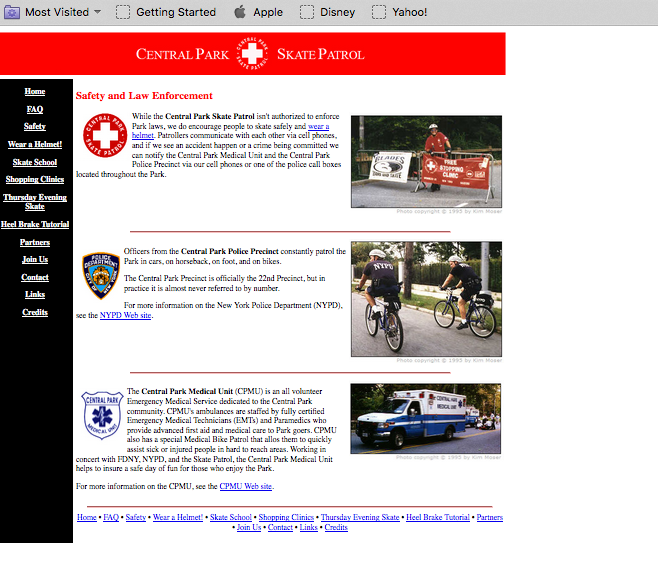 Most Visited Getting Started Apple Disney Yahoo!
CENTRAL PARK SKATE PATROL
Home
FAQ
Safety
Wear a Helmet!
Skate School
Shopping Clinics
Thursday Evening
Skate
Heel Brake Tutorial
Partners
Join Us
Contact
Links
Credits
Safety and Law Enforcement
CENTRAL PARK
SKATE PATROL
While the Central Park Skate Patrol isn't authorized to enforce
Park laws, we do encourage people to skate safely and wear a
helmet. Patrollers communicate with each other via cell phones,
and if we see an accident happen or a crime being committed we
can notify the Central Park Medical Unit and the Central Park
Police Precinct via our cell phones or one of the police call boxes
located throughout the Park.
BLADES
FREE
STOPPING
CLINIC
Photo copyright © 1995 by Kim Moser
POLICE
DEPARTMENT
Officers from the Central Park Police Precinct constantly patrol the
Park in cars, on horseback, on foot, and on bikes.
The Central Park Precinct is officially the 22nd Precinct, but in
practice it is almost never referred to by number.
For more information on the New York Police Department (NYPD),
see the NYPD Web site.
NYPD
Photo copyright © 1995 by Kim Moser
CENTRAL PARK
MEDICAL UNIT
The Central Park Medical Unit (CPMU) is an all volunteer
Emergency Medical Service dedicated to the Central Park
community. CPMU's ambulances are staffed by fully certified
Emergency Medical Technicians (EMTs) and Paramedics who
provide advanced first aid and medical care to Park goers. CPMU
also has a special Medical Bike Patrol that allos them to quickly
assist sick or injured people in hard to reach areas. Working in
concert with FDNY, NYPD, and the Skate Patrol, the Central Park Medical Unit
helps to insure a safe day of fun for those who enjoy the Park.
For more information on the CPMU, see the CPMU Web site.
Photo copyright © 1995 by Kim Moser
Home • FAQ • Safety • Wear a Helmet! • Skate School • Shopping Clinics • Thursday Evening Skate • Heel Brake Tutorial • Partners
• Join Us • Contact • Links • Credits